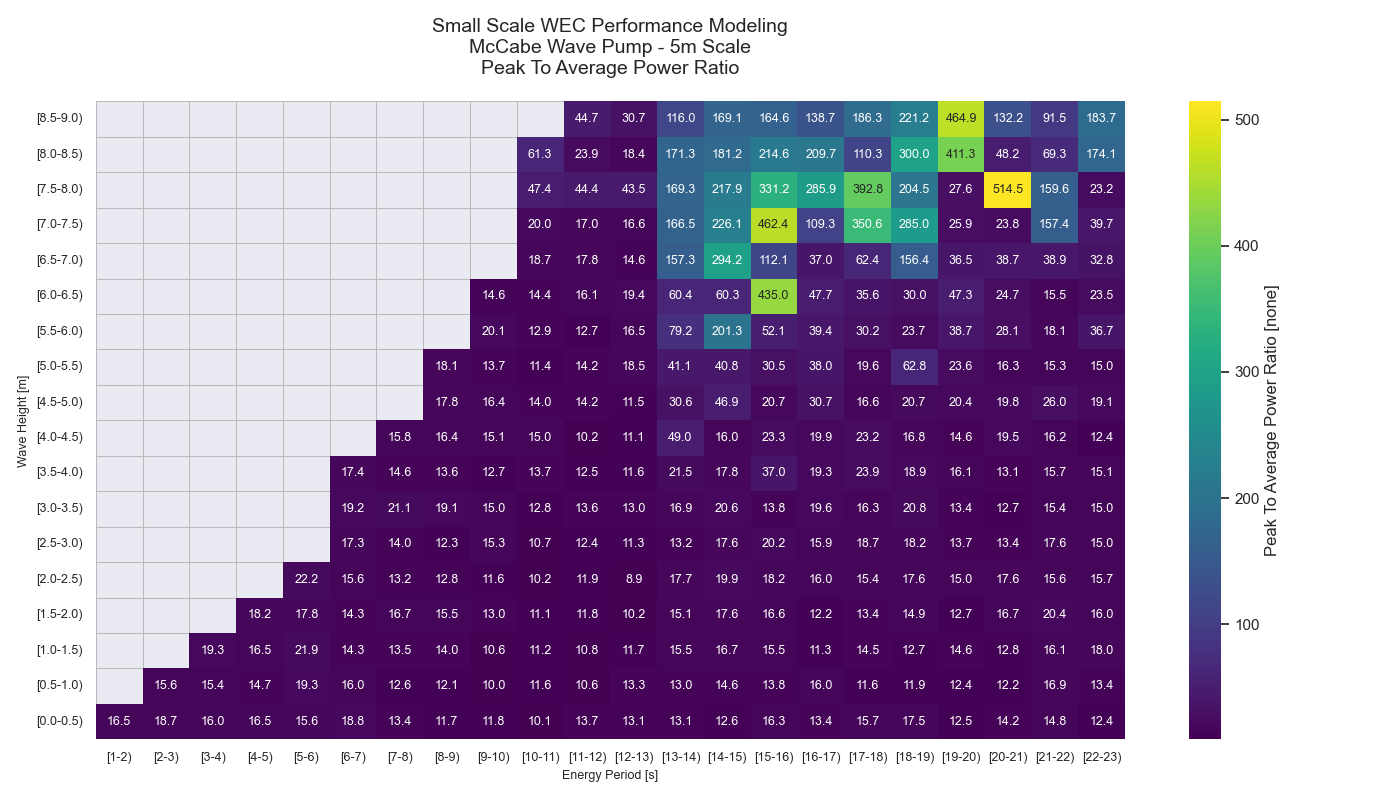 Small Scale WEC Performance Modeling
McCabe Wave Pump - 5m Scale
Peak To Average Power Ratio
Wave Height [m]
[8.5-9.0) 44.7 30.7 116.0 169.1 164.6 138.7 186.3 221.2 464.9 132.2 91.5 183.7
[8.0-8.5) 61.3 23.9 18.4 171.3 181.2 214.6 209.7 110.3 300.0 411.3 48.2 69.3 174.1
[7.5-8.0) 47.4 44.4 43.5 169.3 217.9 331.2 285.9 392.8 204.5 27.6 514.5 159.6 23.2
[7.0-7.5) 20.0 17.0 16.6 166.5 226.1 462.4 109.3 350.6 285.0 25.9 23.8 157.4 39.7
[6.5-7.0) 18.7 17.8 14.6 157.3 294.2 112.1 37.0 62.4 156.4 36.5 38.7 38.9 32.8
[6.0-6.5) 14.6 14.4 16.1 19.4 60.4 60.3 435.0 47.7 35.6 30.0 47.3 24.7 15.5 23.5
[5.5-6.0) 20.1 12.9 12.7 16.5 79.2 201.3 52.1 39.4 30.2 23.7 38.7 28.1 18.1 36.7
[5.0-5.5) 18.1 13.7 11.4 14.2 18.5 41.1 40.8 30.5 38.0 19.6 62.8 23.6 16.3 15.3 15.0
[4.5-5.0) 17.8 16.4 14.0 14.2 11.5 30.6 46.9 20.7 30.7 16.6 20.7 20.4 19.8 26.0 19.1
[4.0-4.5) 15.8 16.4 15.1 15.0 10.2 11.1 49.0 16.0 23.3 19.9 23.2 16.8 14.6 19.5 16.2 12.4
[3.5-4.0) 17.4 14.6 13.6 12.7 13.7 12.5 11.6 21.5 17.8 37.0 19.3 23.9 18.9 16.1 13.1 15.7 15.1
[3.0-3.5) 19.2 21.1 19.1 15.0 12.8 13.6 13.0 16.9 20.6 13.8 19.6 16.3 20.8 13.4 12.7 15.4 15.0
[2.5-3.0) 17.3 14.0 12.3 15.3 10.7 12.4 11.3 13.2 17.6 20.2 15.9 18.7 18.2 13.7 13.4 17.6 15.0
[2.0-2.5) 22.2 15.6 13.2 12.8 11.6 10.2 11.9 8.9 17.7 19.9 18.2 16.0 15.4 17.6 15.0 17.6 15.6 15.7
[1.5-2.0) 18.2 17.8 14.3 16.7 15.5 13.0 11.1 11.8 10.2 15.1 17.6 16.6 12.2 13.4 14.9 12.7 16.7 20.4 16.0
[1.0-1.5) 19.3 16.5 21.9 14.3 13.5 14.0 10.6 11.2 10.8 11.7 15.5 16.7 15.5 11.3 14.5 12.7 14.6 12.8 16.1 18.0
[0.5-1.0) 15.6 15.4 14.7 19.3 16.0 12.6 12.1 10.0 11.6 10.6 13.3 13.0 14.6 13.8 16.0 11.6 11.9 12.4 12.2 16.9 13.4
[0.0-0.5) 16.5 18.7 16.0 16.5 15.6 18.8 13.4 11.7 11.8 10.1 13.7 13.1 13.1 12.6 16.3 13.4 15.7 17.5 12.5 14.2 14.8 12.4
[1-2) [2-3) [3-4) [4-5) [5-6) [6-7) [7-8) [8-9) [9-10) [10-11) [11-12) [12-13) [13-14) [14-15) [15-16) [16-17) [17-18) [18-19) [19-20) [20-21) [21-22) [22-23)
Energy Period [s]
500
400
300
200
100
Peak To Average Power Ratio [none]